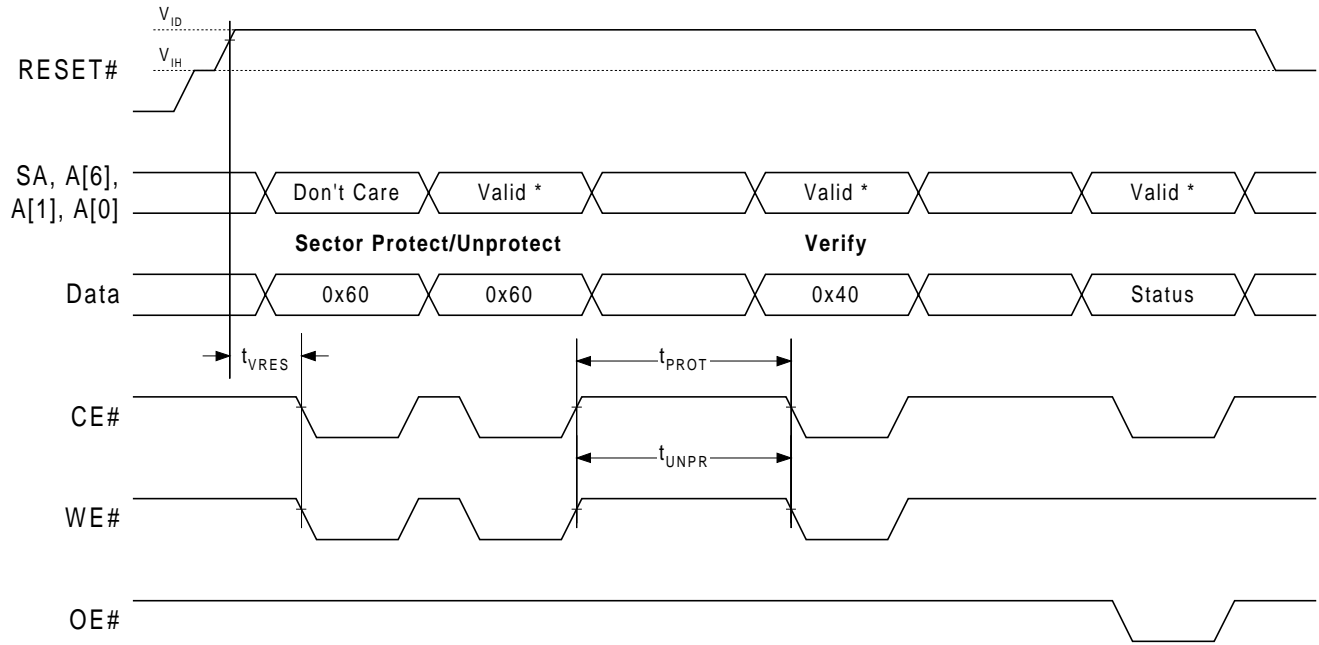 V_ID
V_IH
RESET#
SA, A[6],
A[1], A[0]
Don't Care Valid * Valid * Valid *
Sector Protect/Unprotect Verify
Data 0x60 0x60 0x40 Status
t_VRES t_PROT
CE#
t_UNPR
WE#
OE#